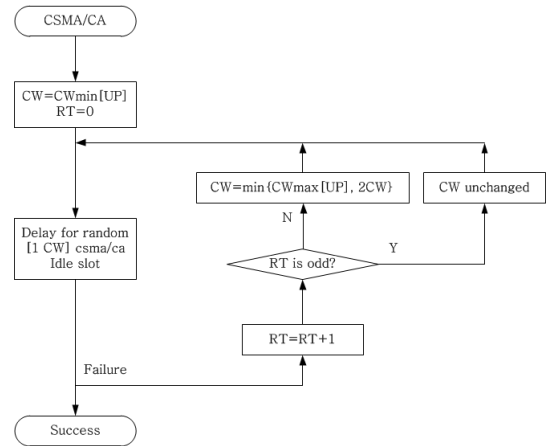 CSMA/CA
CW=CWmin[UP]
RT=0
CW=min{CWmax[UP], 2CW}
CW unchanged
N
Delay for random
[1 CW] csma/ca
Idle slot
RT is odd?
Y
RT=RT+1
Failure
Success